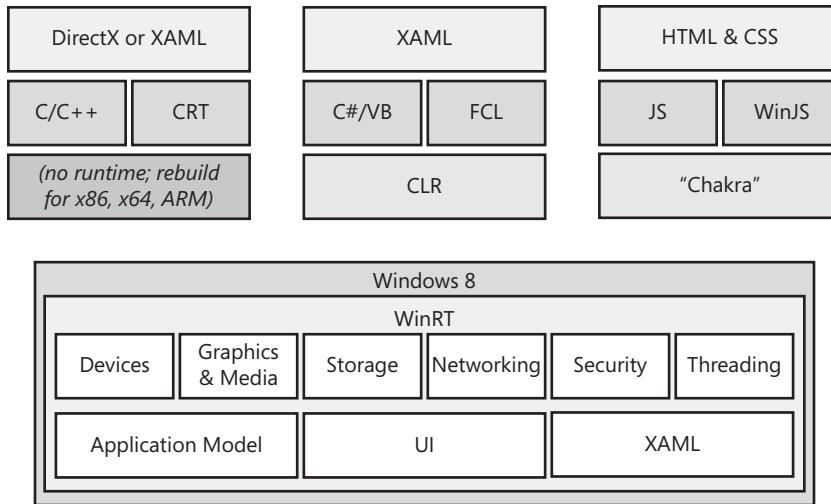 DirectX or XAML
XAML
HTML & CSS
C/C++
CRT
C#/VB
FCL
JS
WinJS
(no runtime; rebuild
for x86, x64, ARM)
CLR
“Chakra”
Windows 8
WinRT
Devices
Graphics
& Media
Storage
Networking
Security
Threading
Application Model
UI
XAML